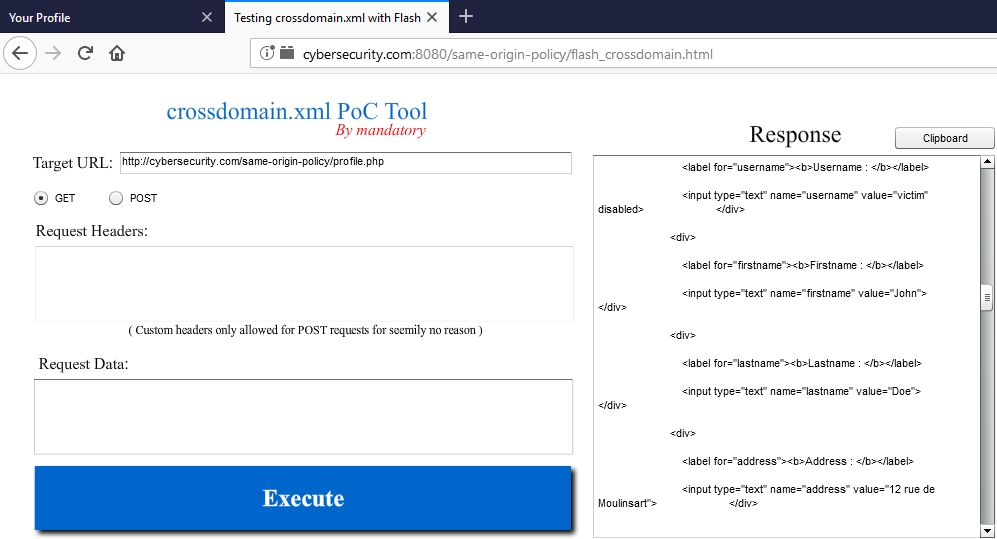 Your Profile
Testing crossdomain.xml with Flash
cybersecurity.com:8080/same-origin-policy/flash_crossdomain.html
crossdomain.xml PoC Tool
By mandatory
Target URL: http://cybersecurity.com/same-origin-policy/profile.php
GET POST
Request Headers:
( Custom headers only allowed for POST requests for seemily no reason )
Request Data:
Execute
Response
Clipboard
<label for="username"><b>Username : </b></label>
<input type="text" name="username" value="victim"
disabled> </div>
<div>
<label for="firstname"><b>Firstname : </b></label>
<input type="text" name="firstname" value="John">
</div>
<div>
<label for="lastname"><b>Lastname : </b></label>
<input type="text" name="lastname" value="Doe">
</div>
<div>
<label for="address"><b>Address : </b></label>
<input type="text" name="address" value="12 rue de
Moulinsart"> </div>